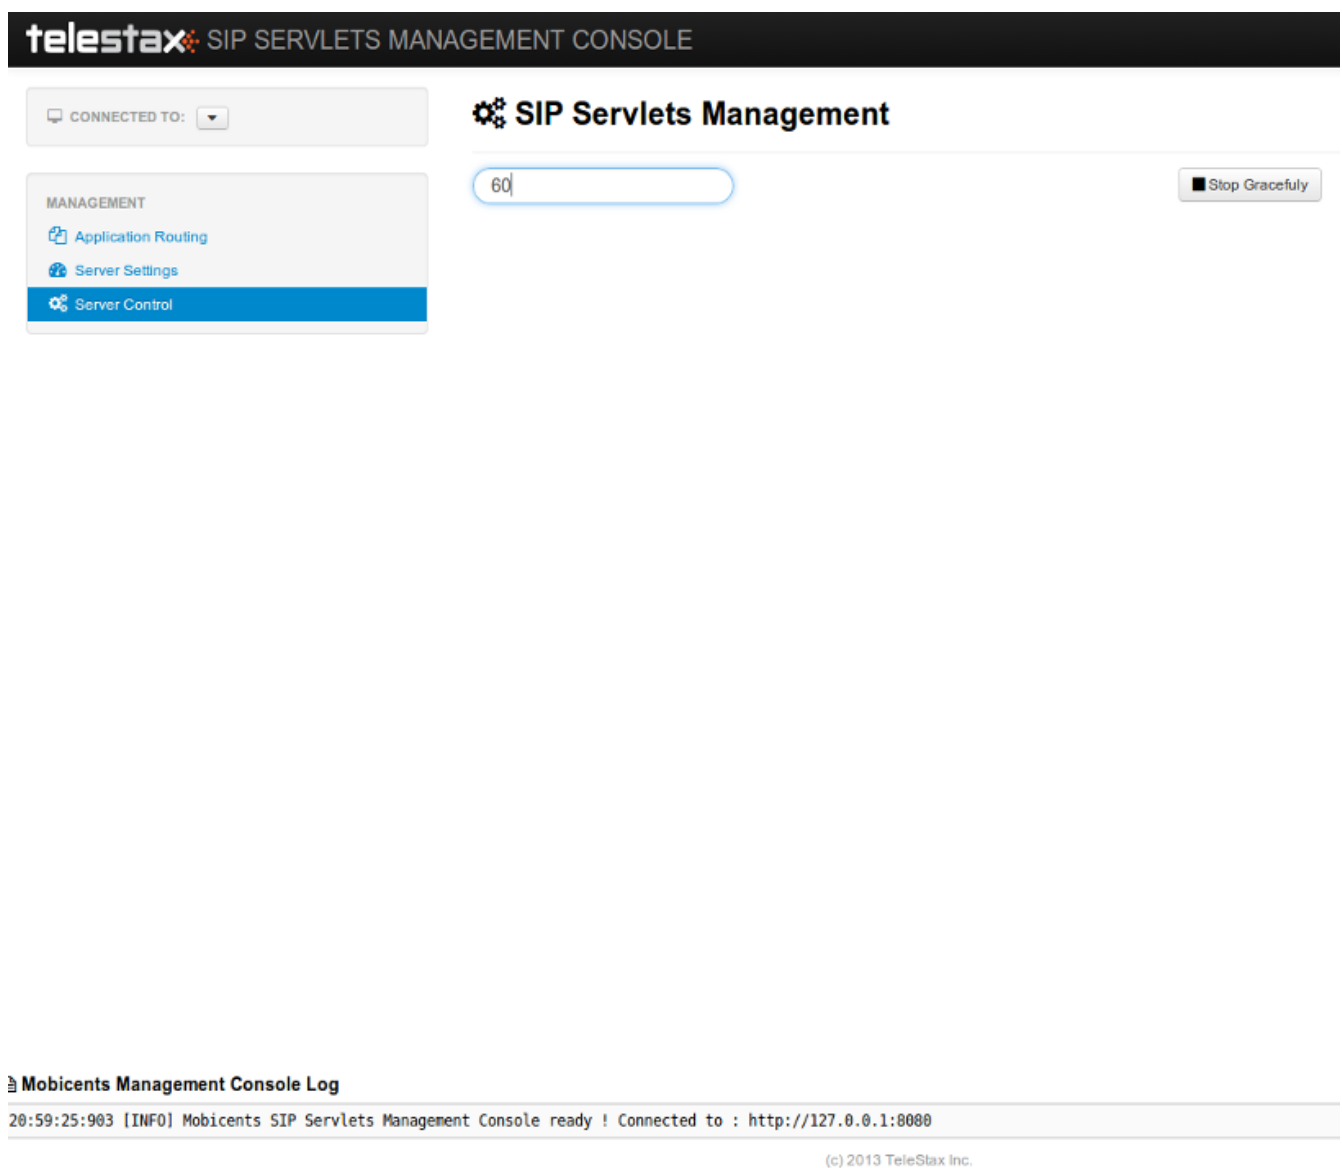 telestax SIP SERVLETS MANAGEMENT CONSOLE
CONNECTED TO:
SIP Servlets Management
60
Stop Gracefuly
MANAGEMENT
Application Routing
Server Settings
Server Control
Mobicents Management Console Log
20:59:25:903 [INFO] Mobicents SIP Servlets Management Console ready ! Connected to : http://127.0.0.1:8080
(c) 2013 TeleStax Inc.